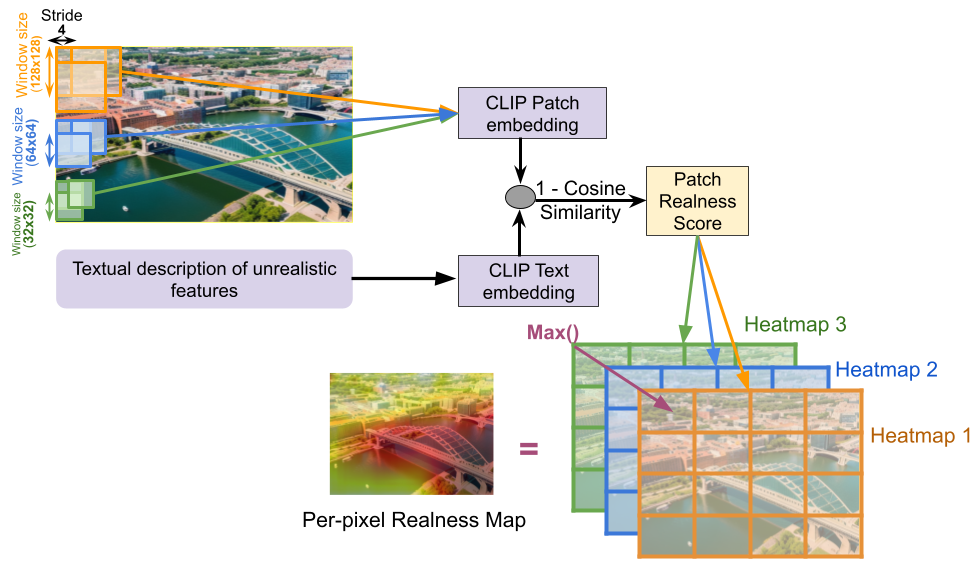 Stride
4
Window size
(128x128)
Window size
(64x64)
Window size
(32x32)
CLIP Patch
embedding
1 - Cosine
Similarity
Patch
Realness
Score
Textual description of unrealistic
features
CLIP Text
embedding
Max()
Heatmap 3
Heatmap 2
Heatmap 1
=
Per-pixel Realness Map